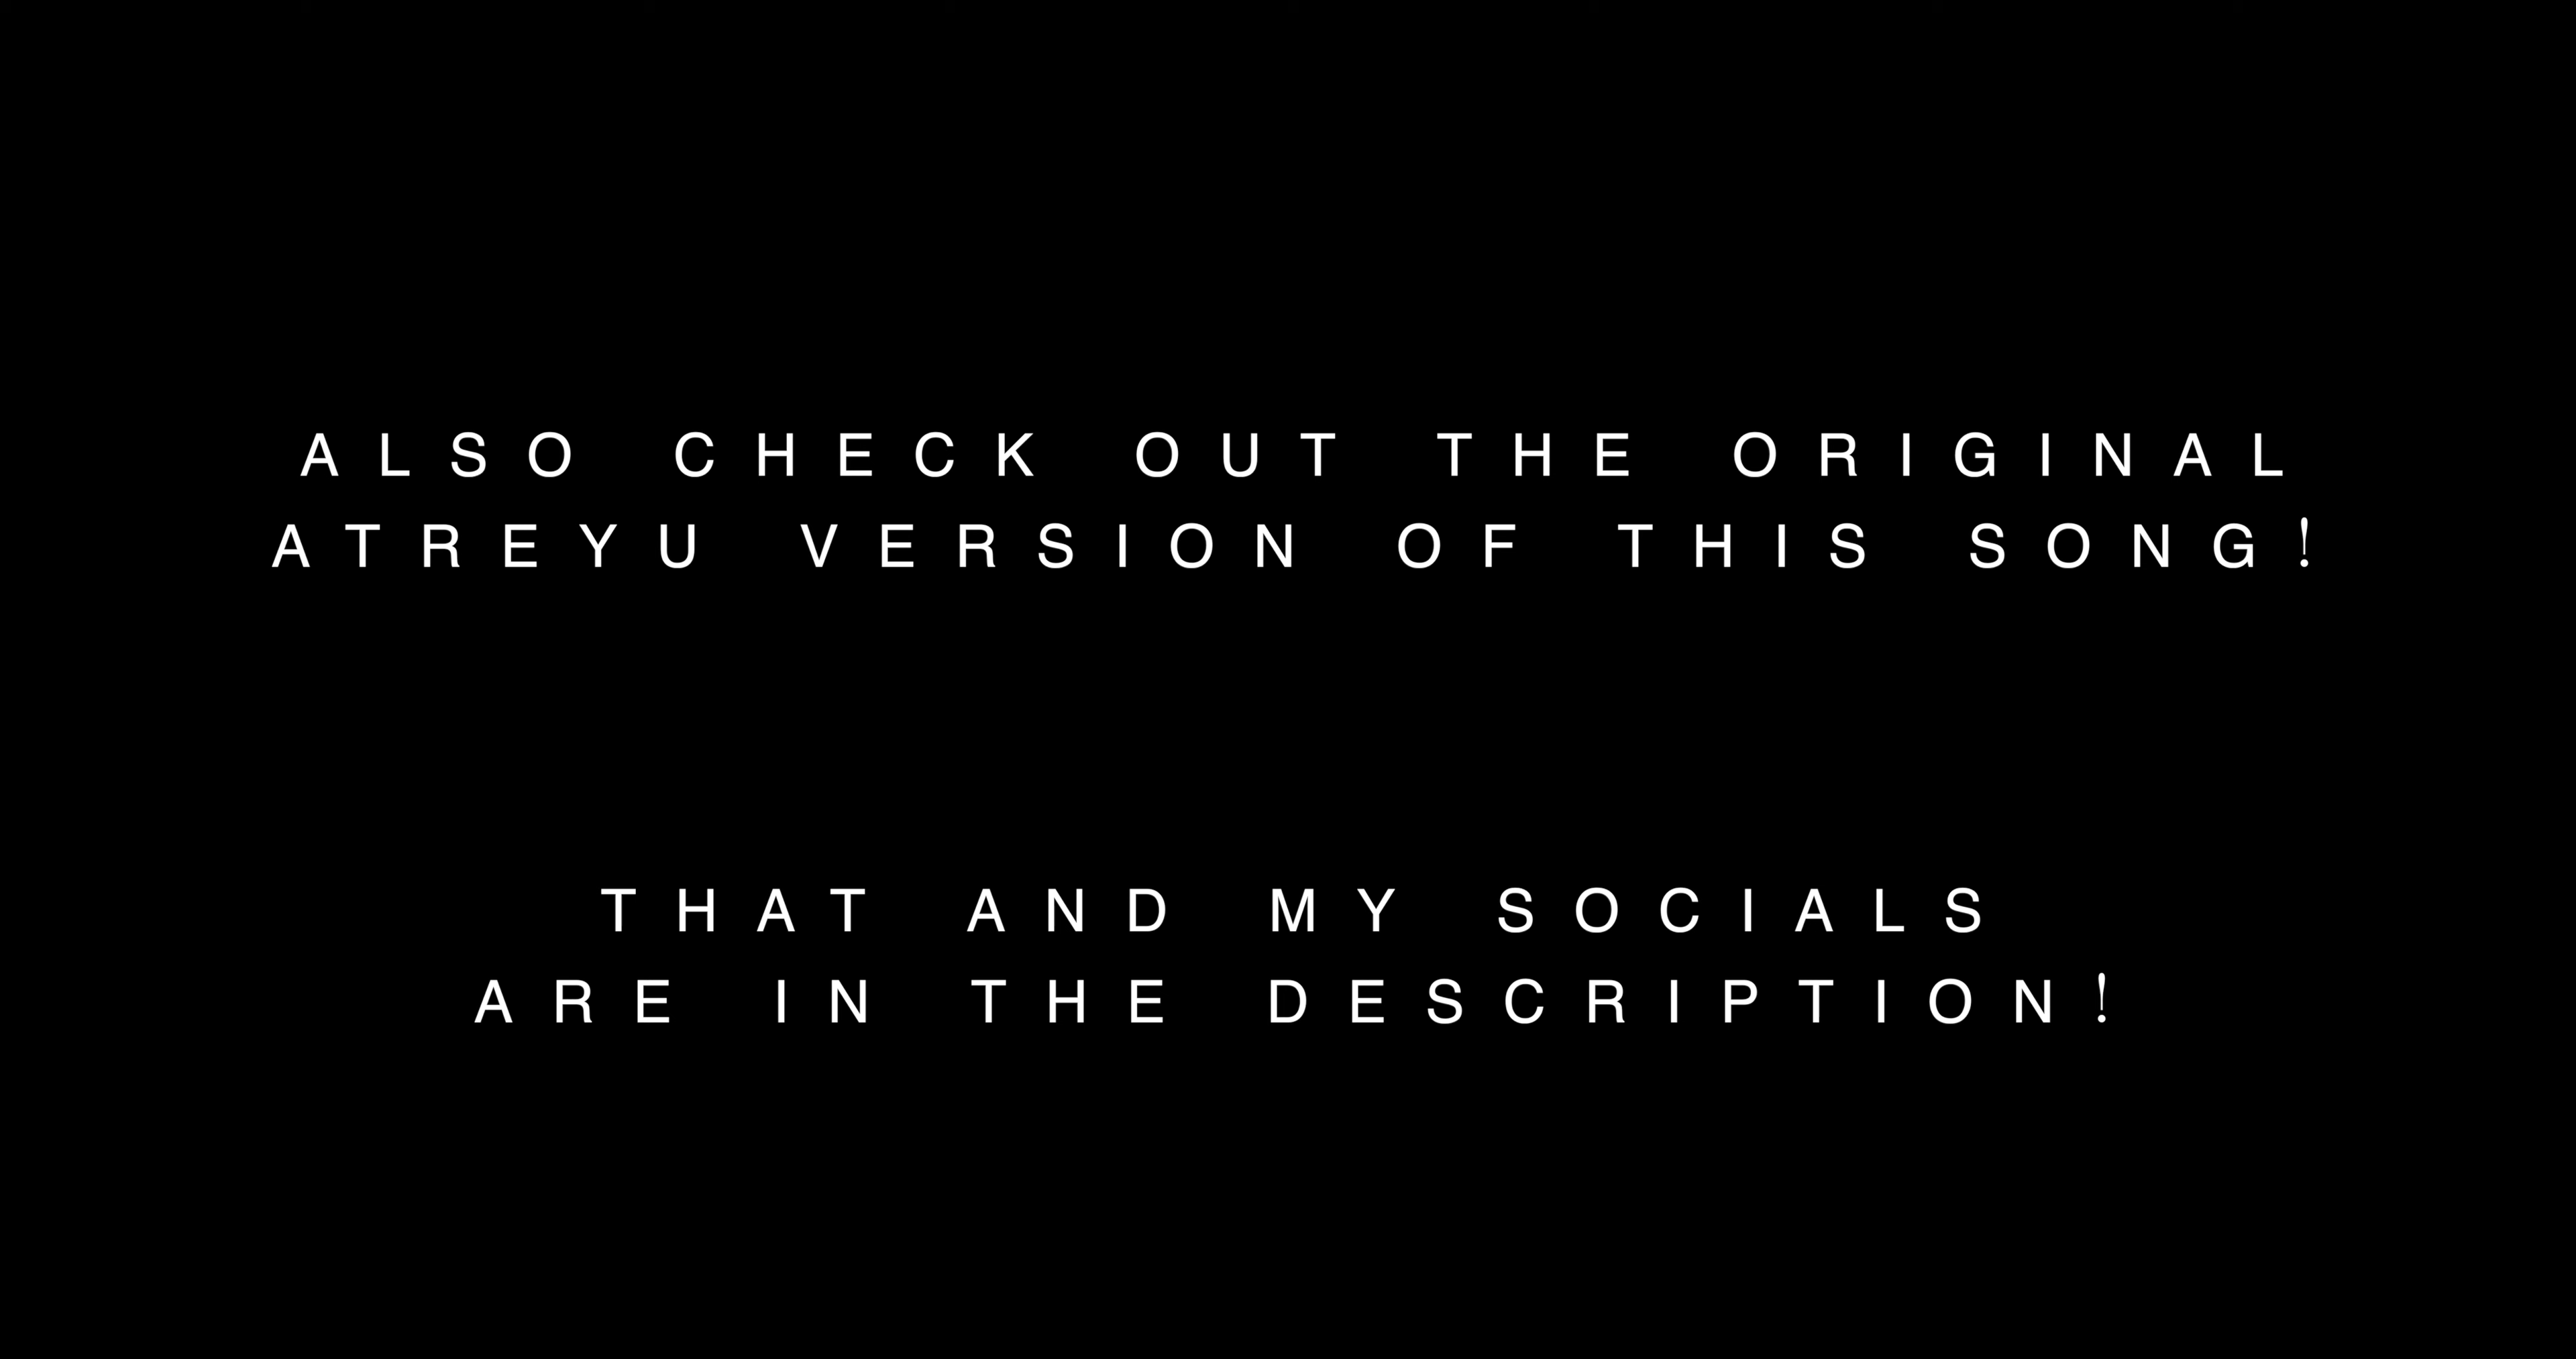 ALSO CHECK OUT THE ORIGINAL
ATREYU VERSION OF THIS SONG!
THAT AND MY SOCIALS
ARE IN THE DESCRIPTION!